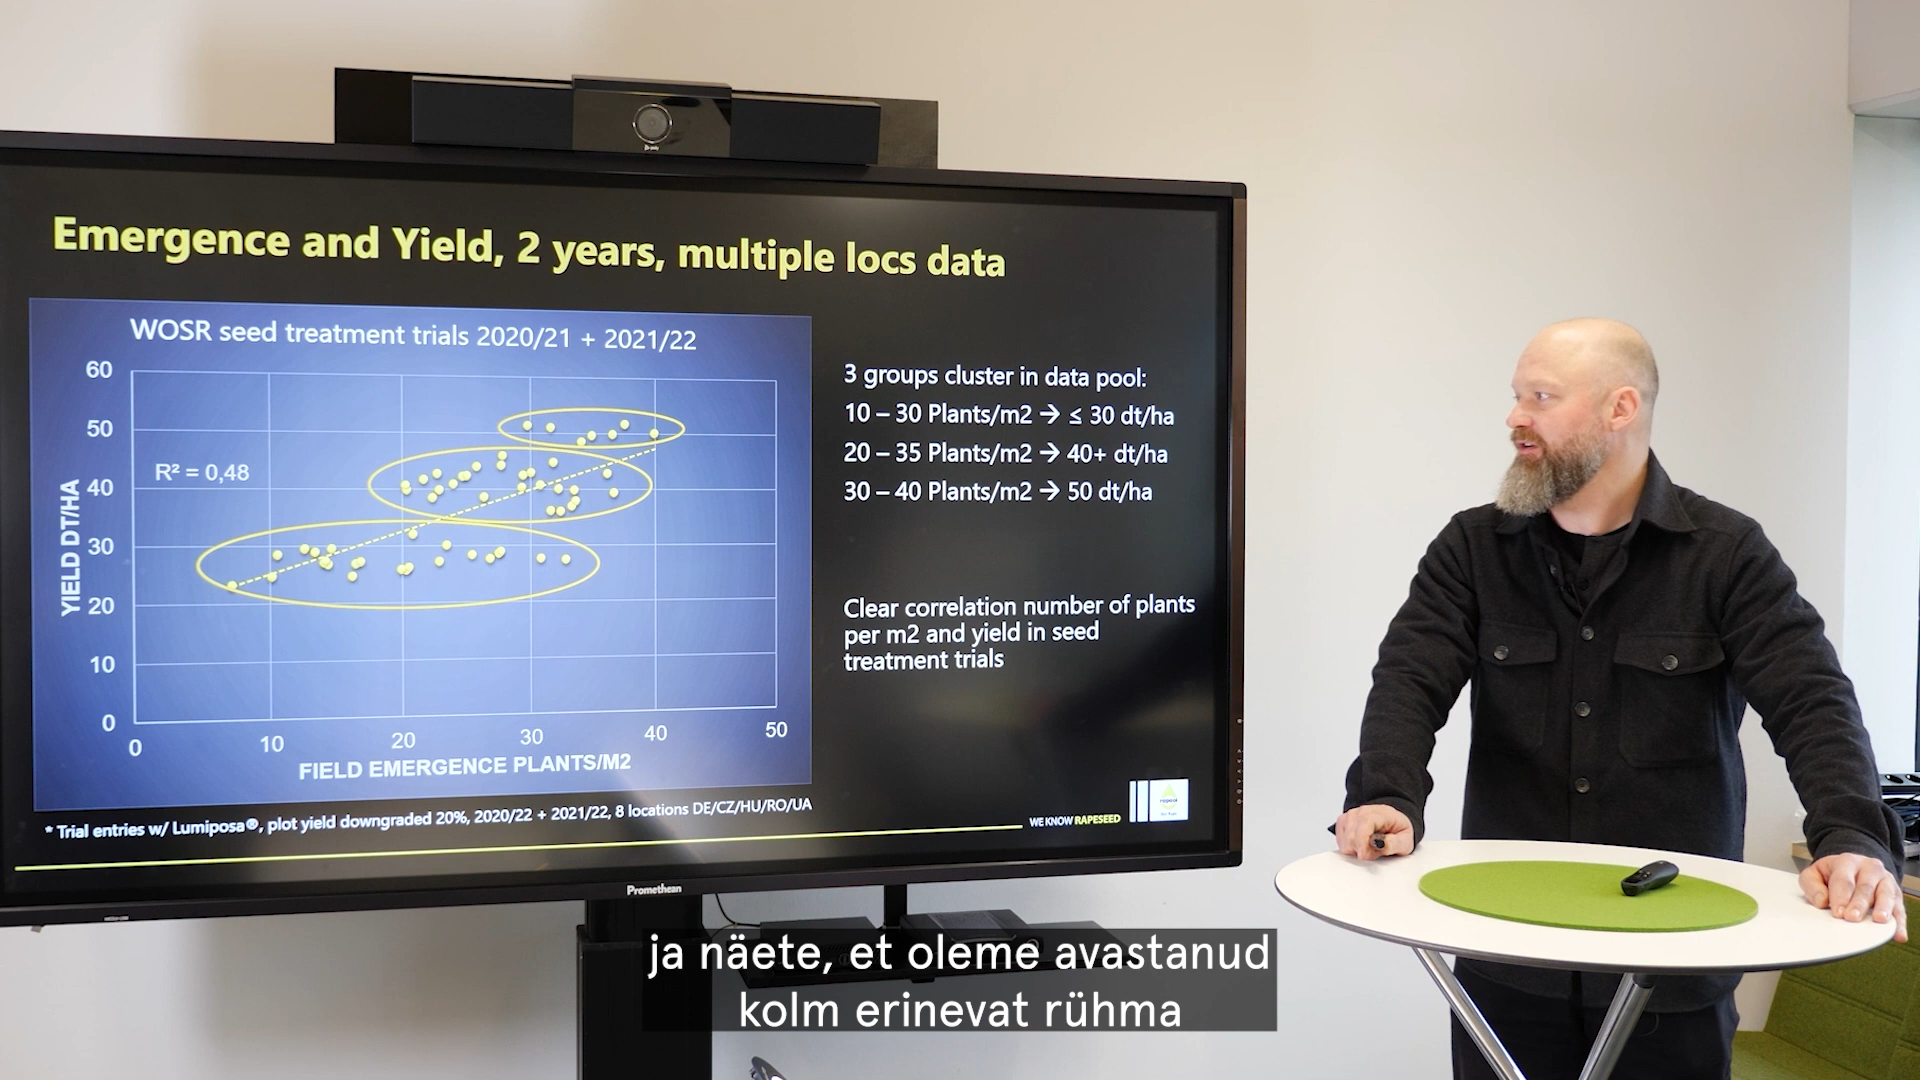 Emergence and Yield, 2 years, multiple locs data
WOSR seed treatment trials 2020/21 + 2021/22
60
50
40
30
20
10
0
R² = 0,48
YIELD DT/HA
0 10 20 30 40 50
FIELD EMERGENCE PLANTS/M2
3 groups cluster in data pool:
10 – 30 Plants/m2 → ≤ 30 dt/ha
20 – 35 Plants/m2 → 40+ dt/ha
30 – 40 Plants/m2 → 50 dt/ha
Clear correlation number of plants
per m2 and yield in seed
treatment trials
* Trial entries w/ Lumiposa®, plot yield downgraded 20%, 2020/22 + 2021/22, 8 locations DE/CZ/HU/RO/UA
WE KNOW RAPESEED
rapool
Promethean
poly
ja näete, et oleme avastanud
kolm erinevat rühma